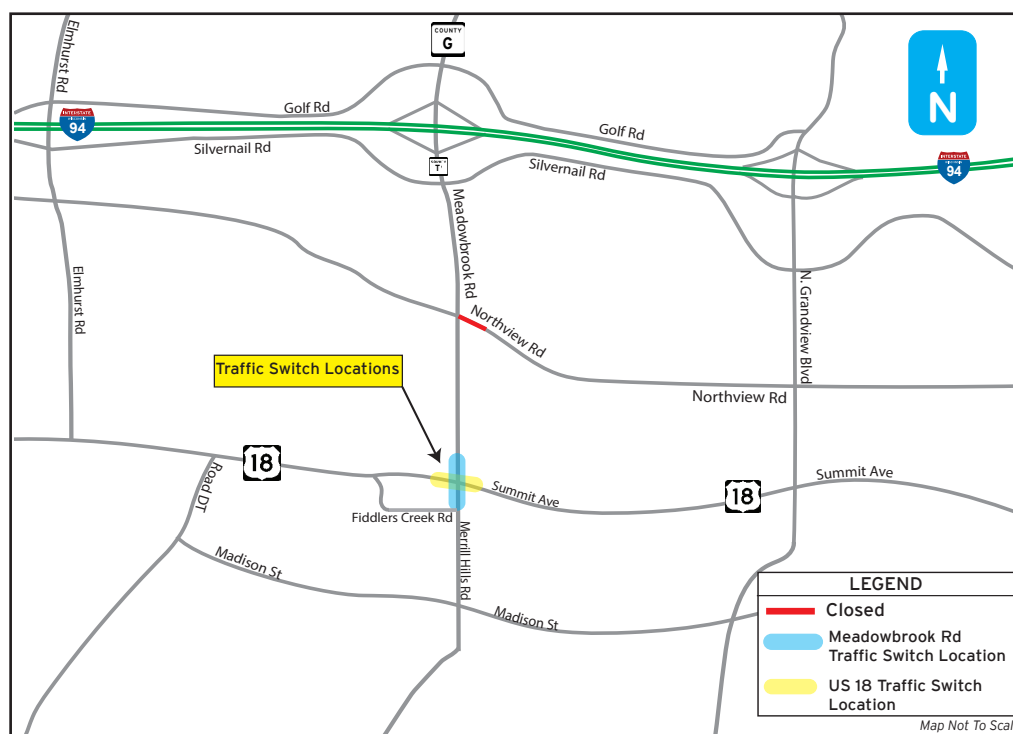 COUNTY
G
Elmhurst Rd
INTERSTATE
94
Golf Rd
Golf Rd
N
Silvernail Rd
Silvernail Rd
INTERSTATE
94
Meadowbrook Rd
Elmhurst Rd
N. Grandview Blvd
Northview Rd
Northview Rd
Traffic Switch Locations
18
Road DT
Summit Ave
Summit Ave
18
Fiddlers Creek Rd
Merrill Hills Rd
Madison St
Madison St
LEGEND
Closed
Meadowbrook Rd
Traffic Switch Location
US 18 Traffic Switch
Location
Map Not To Scal